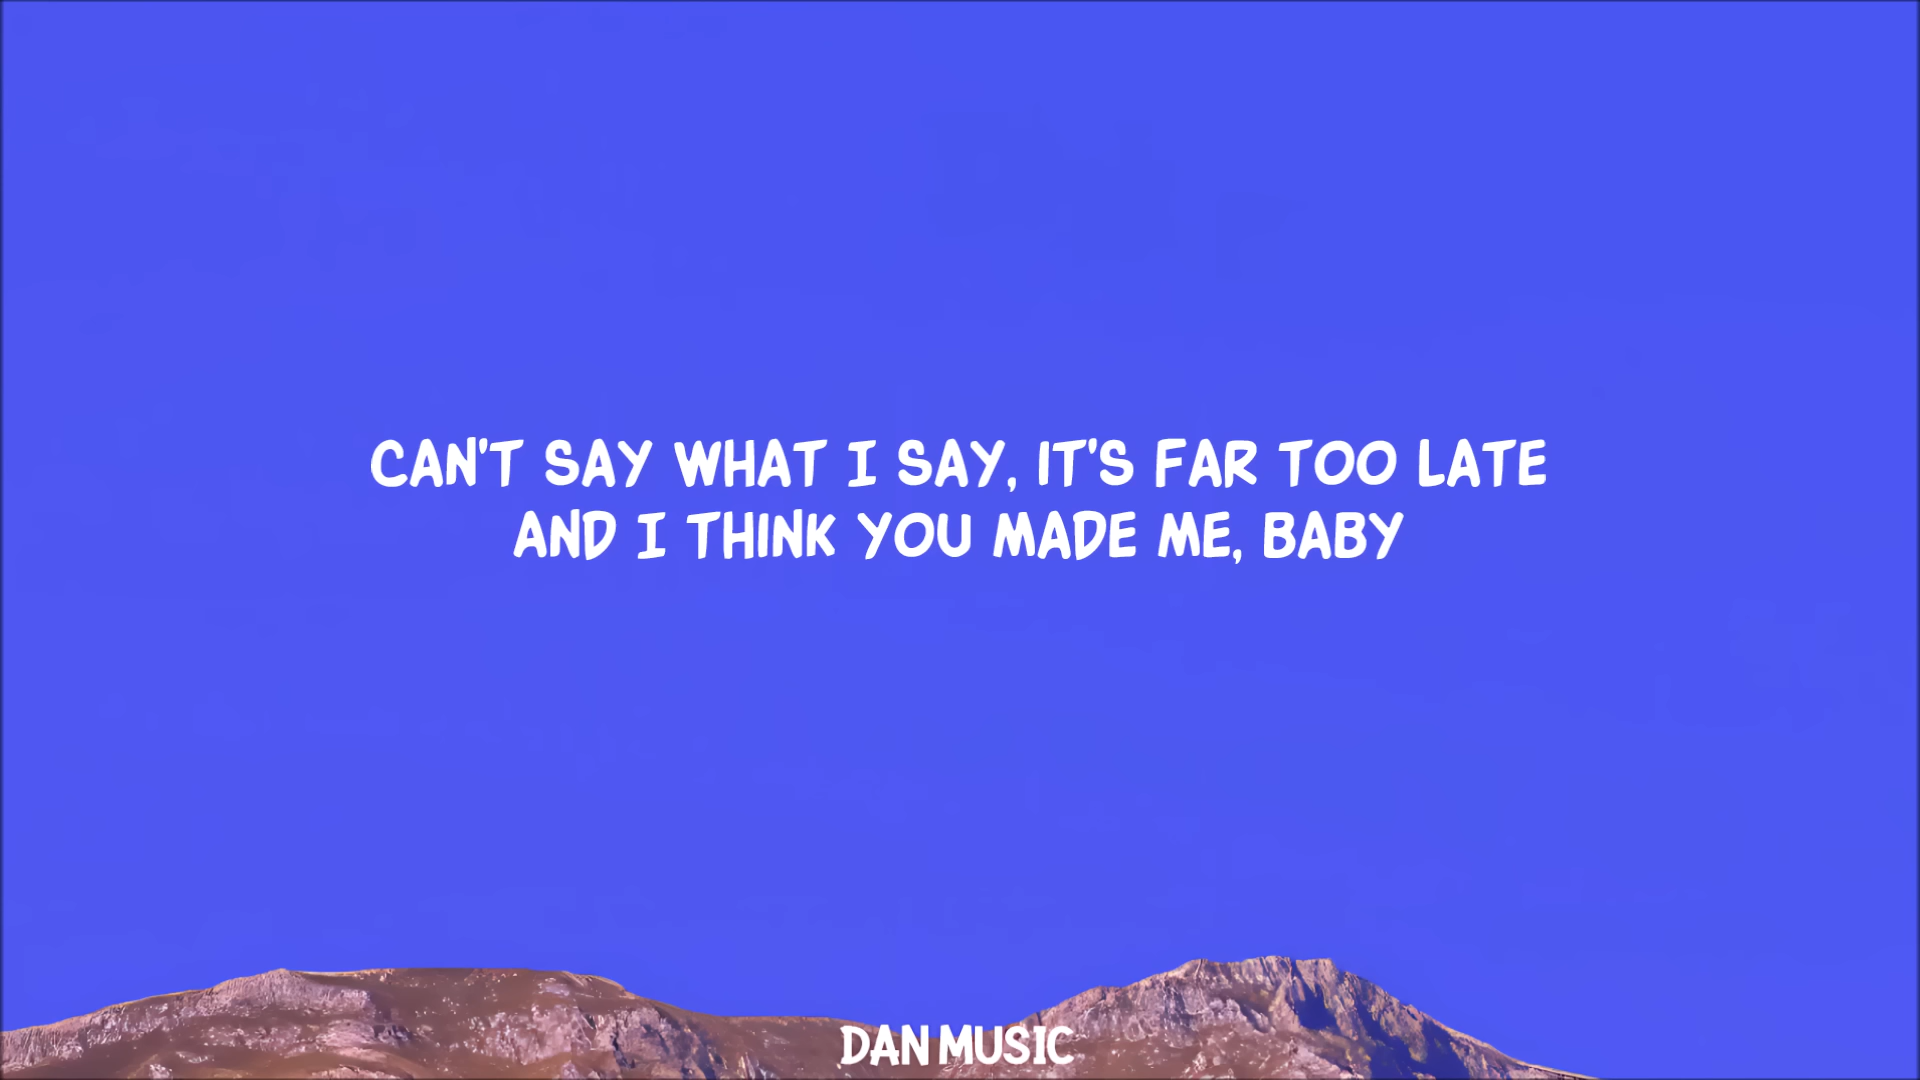 CAN'T SAY WHAT I SAY, IT'S FAR TOO LATE
AND I THINK YOU MADE ME, BABY
DAN MUSIC